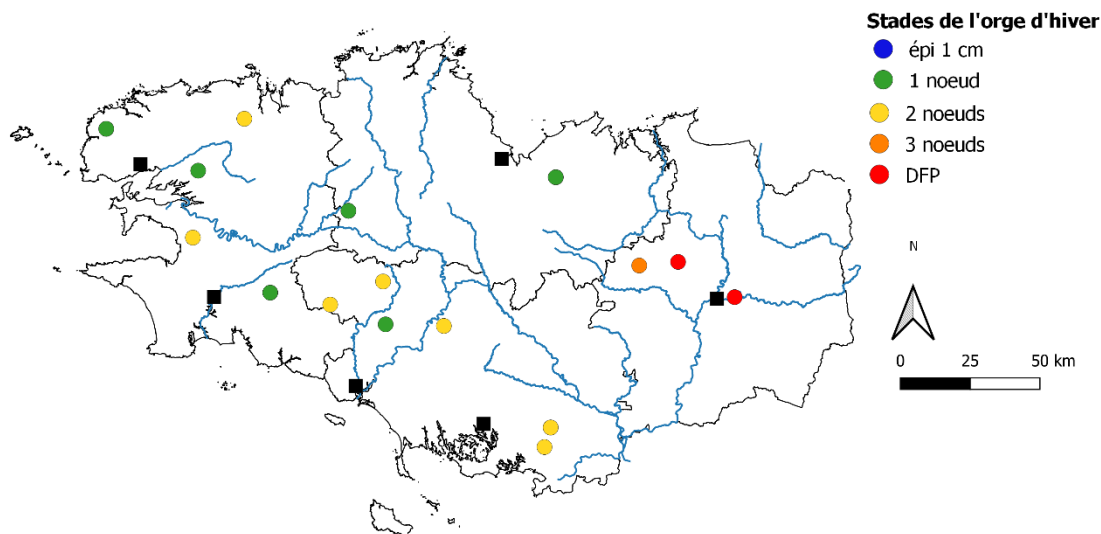 Stades de l'orge d'hiver
épi 1 cm
1 noeud
2 noeuds
3 noeuds
DFP
N
0 25 50 km